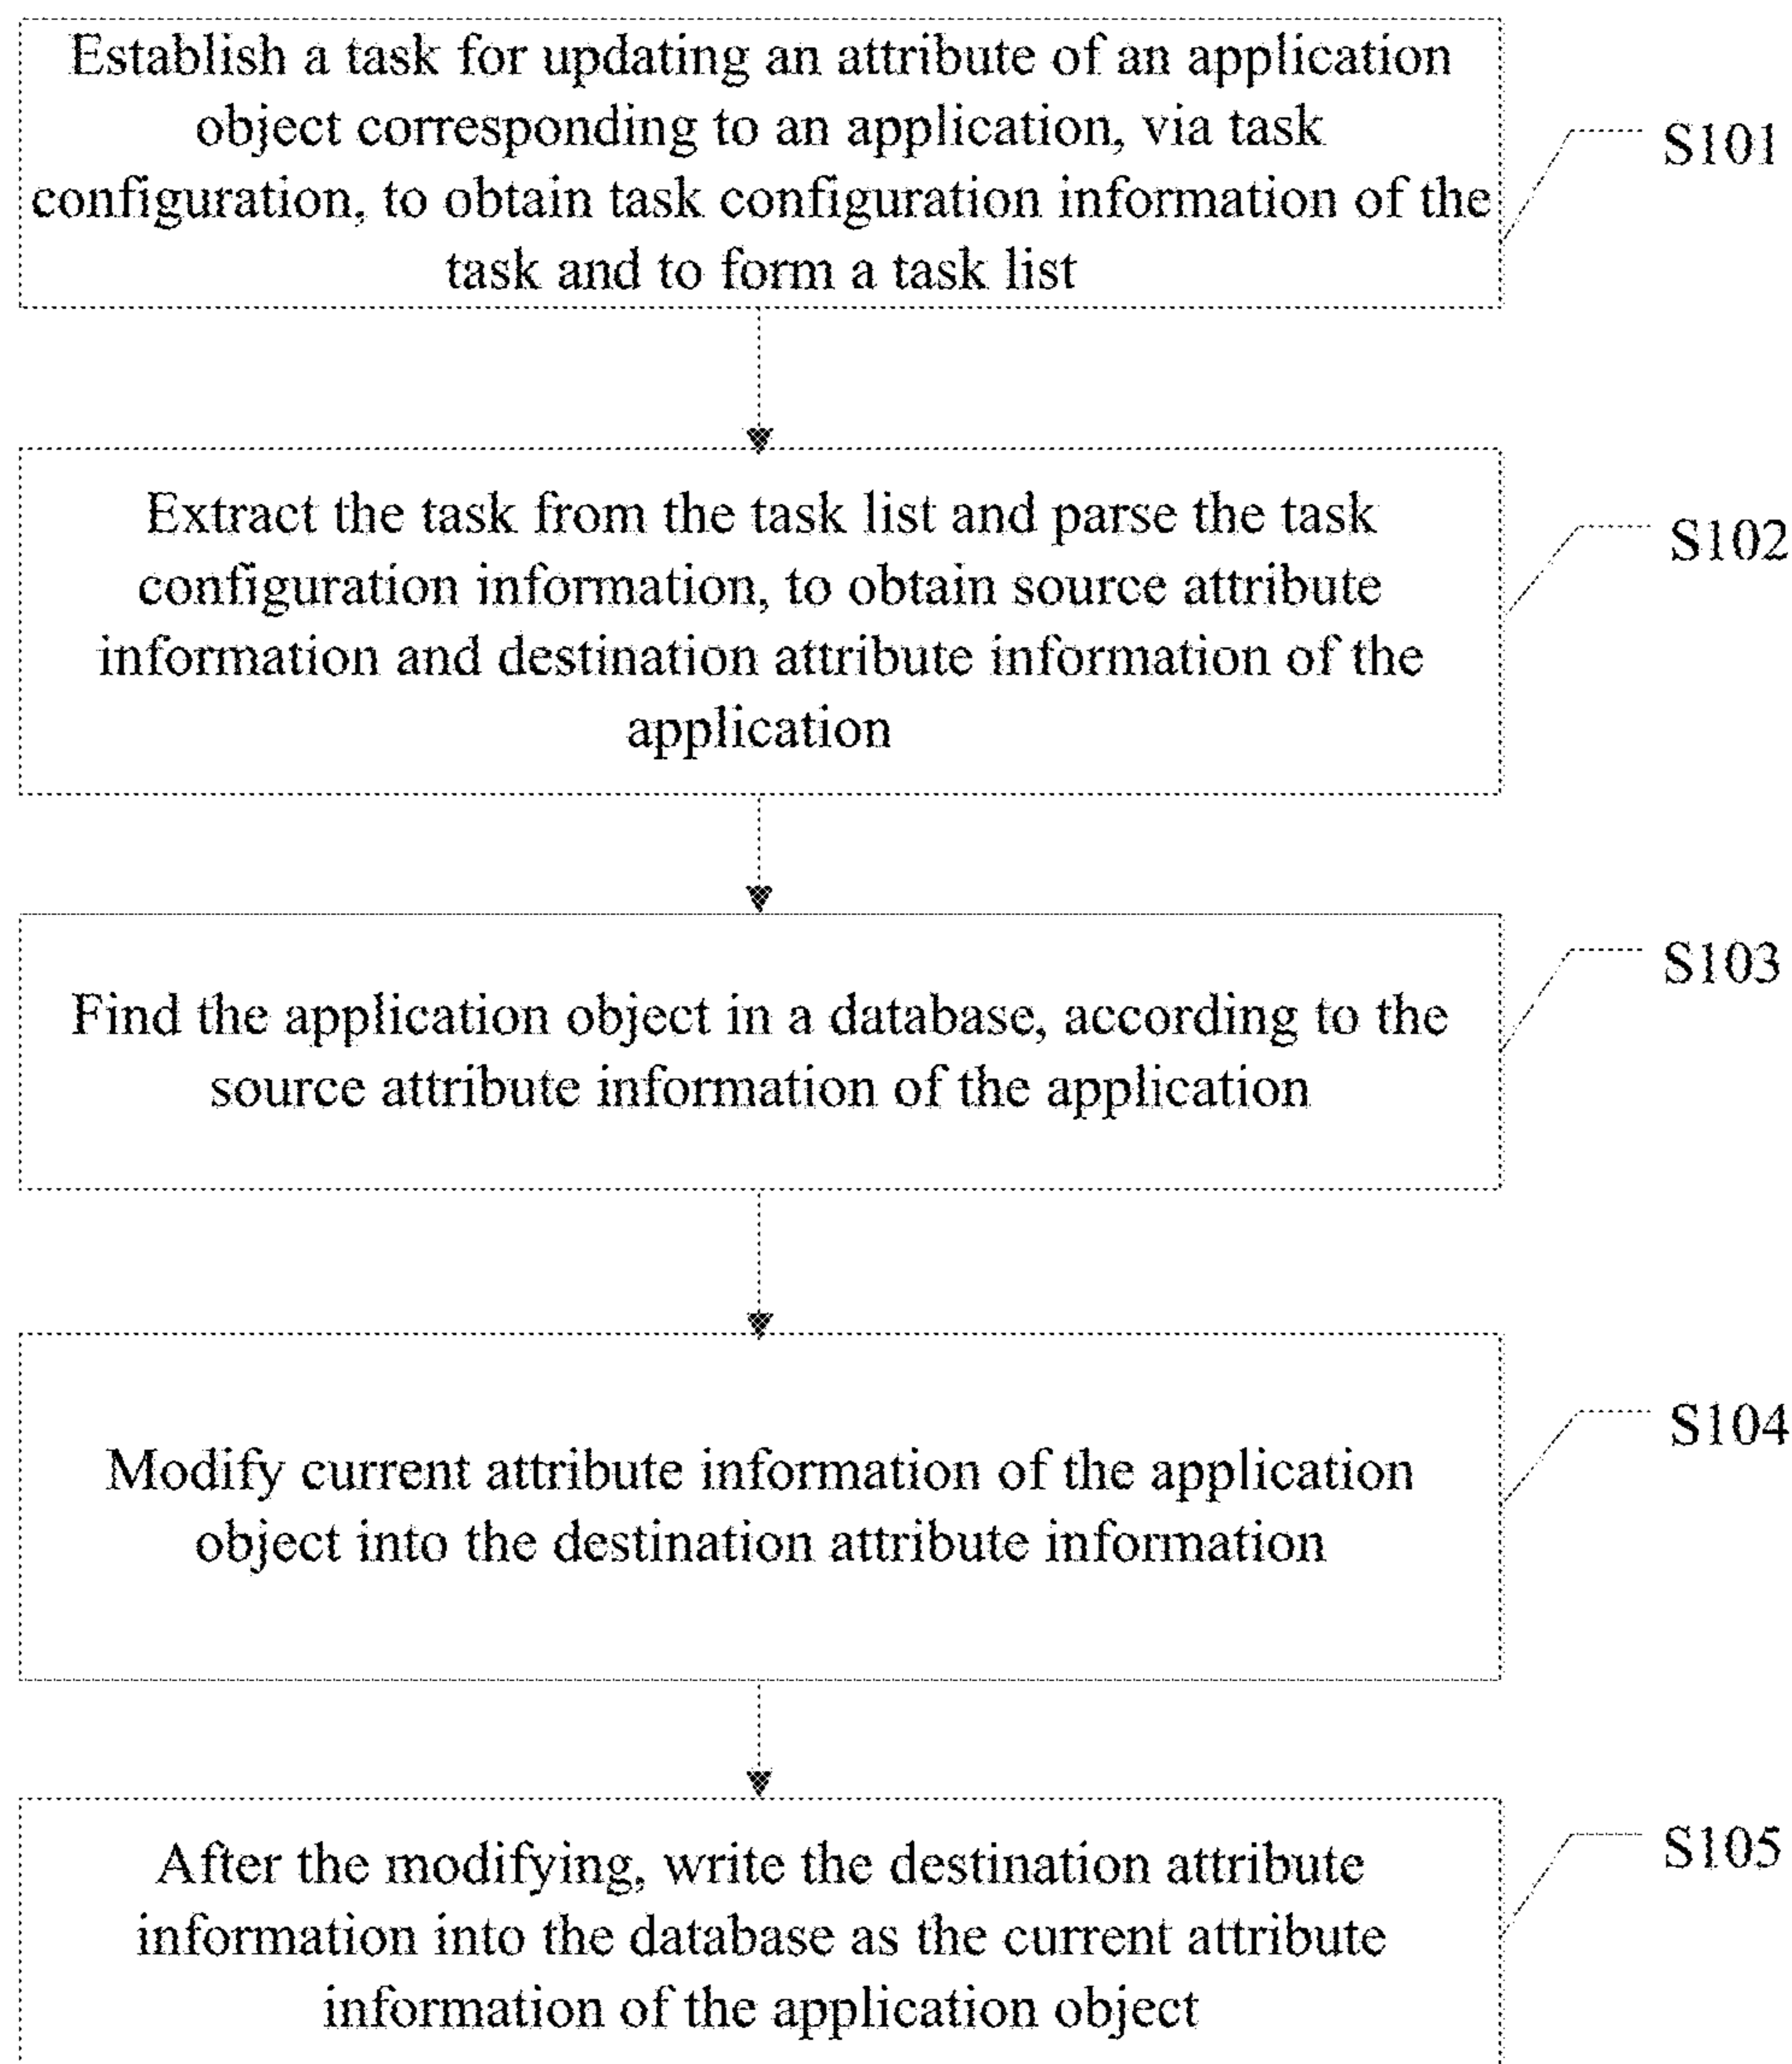 Establish a task for updating an attribute of an application
object corresponding to an application, via task
configuration, to obtain task configuration information of the
task and to form a task list
S101
Extract the task from the task list and parse the task
configuration information, to obtain source attribute
information and destination attribute information of the
application
S102
Find the application object in a database, according to the
source attribute information of the application
S103
Modify current attribute information of the application
object into the destination attribute information
S104
After the modifying, write the destination attribute
information into the database as the current attribute
information of the application object
S105